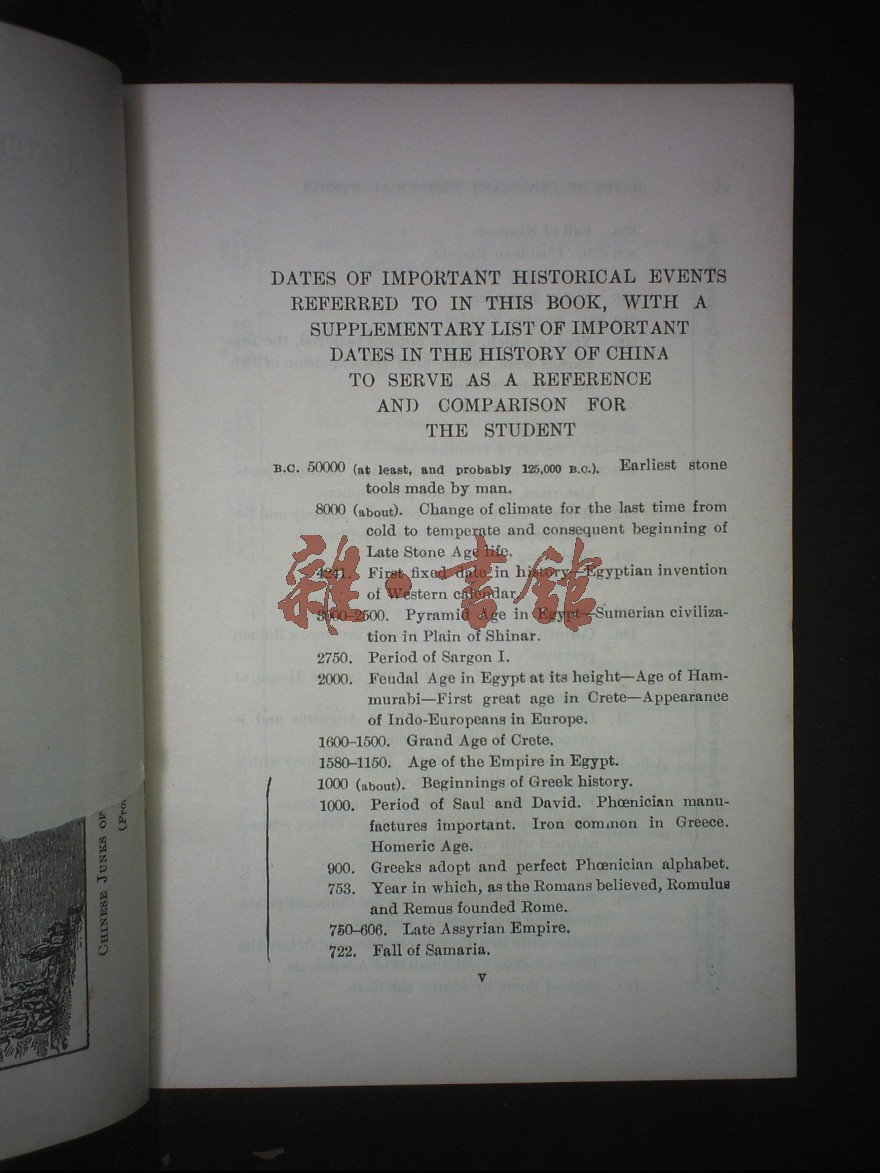 DATES OF IMPORTANT HISTORICAL EVENTS
REFERRED TO IN THIS BOOK, WITH A
SUPPLEMENTARY LIST OF IMPORTANT
DATES IN THE HISTORY OF CHINA
TO SERVE AS A REFERENCE
AND COMPARISON FOR
THE STUDENT
B.C. 50000 (at least, and probably 125,000 B.C.). Earliest stone
tools made by man.
8000 (about). Change of climate for the last time from
cold to temperate and consequent beginning of
Late Stone Age life.
4241. First fixed date in history—Egyptian invention
of Western calendar.
3000–2500. Pyramid Age in Egypt—Sumerian civiliza-
tion in Plain of Shinar.
2750. Period of Sargon I.
2000. Feudal Age in Egypt at its height—Age of Ham-
murabi—First great age in Crete—Appearance
of Indo-Europeans in Europe.
1600–1500. Grand Age of Crete.
1580–1150. Age of the Empire in Egypt.
1000 (about). Beginnings of Greek history.
1000. Period of Saul and David. Phœnician manu-
factures important. Iron common in Greece.
Homeric Age.
900. Greeks adopt and perfect Phœnician alphabet.
753. Year in which, as the Romans believed, Romulus
and Remus founded Rome.
750–606. Late Assyrian Empire.
722. Fall of Samaria.
V
CHINESE JUNKS OF
(Fro
雜·書館